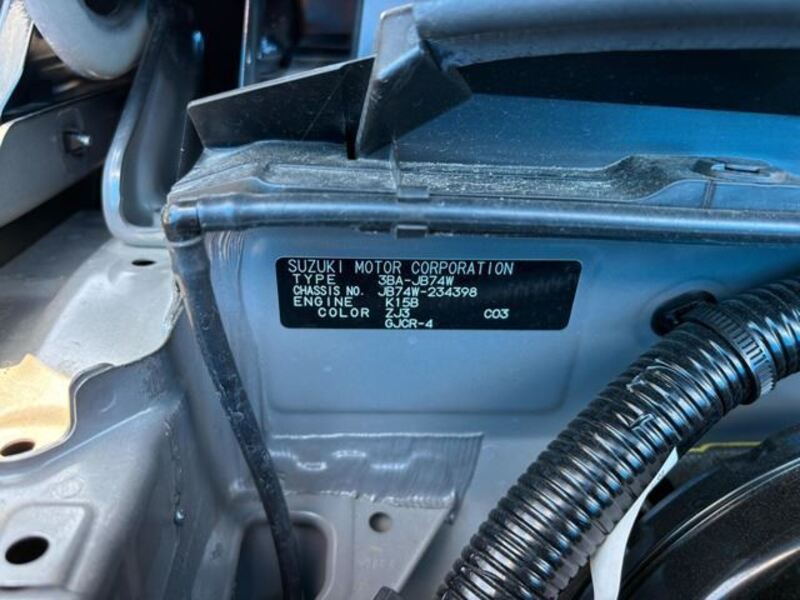 SUZUKI MOTOR CORPORATION
TYPE 3BA-JB74W
CHASSIS NO. JB74W-234398
ENGINE K15B
COLOR ZJ3 C03
GJCR-4